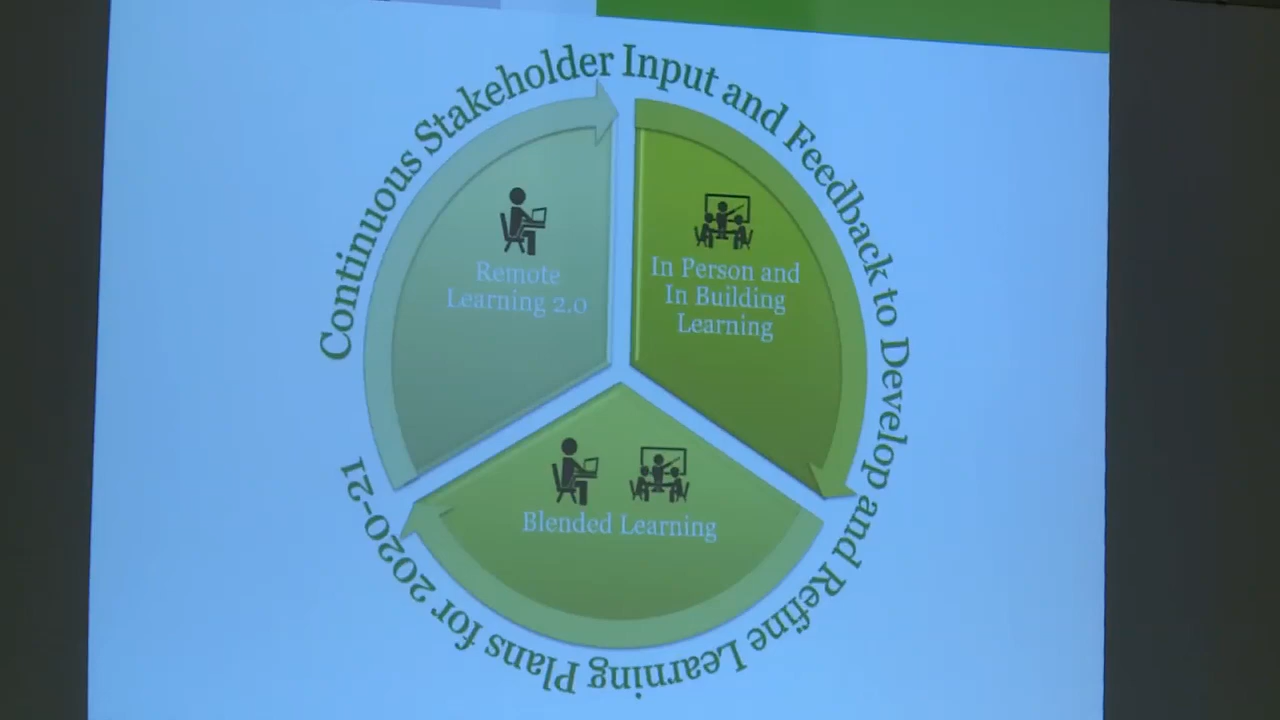 Continuous Stakeholder Input and Feedback to Develop and Refine Learning Plans for 2020-21
Remote
Learning 2.0
In Person and
In Building
Learning
Blended Learning